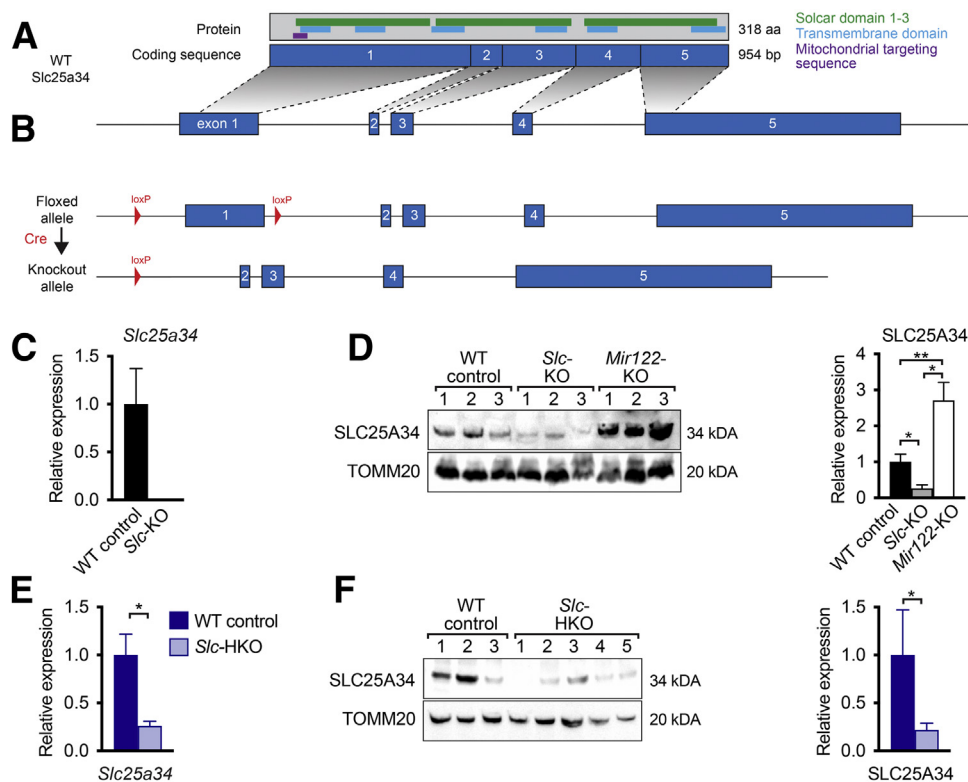 A
WT
Slc25a34
Protein
318 aa
Coding sequence
1 2 3 4 5
954 bp
Solcar domain 1-3
Transmembrane domain
Mitochondrial targeting
sequence
B
exon 1 2 3 4 5
Floxed
allele
loxP
loxP
1 2 3 4 5
Cre
Knockout
allele
loxP
2 3 4 5
C
Slc25a34
Relative expression
1.5
1.0
0.5
0.0
WT control
Slc-KO
D
WT
control
Slc-
KO
Mir122-
KO
1 2 3 1 2 3 1 2 3
SLC25A34
34 kDA
TOMM20
20 kDA
SLC25A34
Relative expression
4
3
2
1
0
**
*
*
WT control
Slc-KO
Mir122-KO
E
Relative expression
1.5
1.0
0.5
0.0
*
WT control
Slc-HKO
Slc25a34
F
WT
control
Slc-
HKO
1 2 3 1 2 3 4 5
SLC25A34
34 kDA
TOMM20
20 kDA
Relative expression
1.5
1.0
0.5
0.0
*
SLC25A34